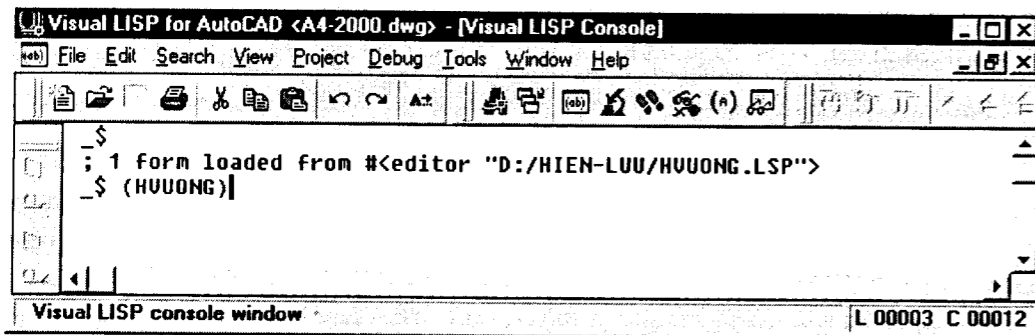 Visual LISP for AutoCAD <A4-2000.dwg> - [Visual LISP Console]
File Edit Search View Project Debug Tools Window Help
_$
; 1 form loaded from #<editor "D:/HIEN-LUU/HVUONG.LSP">
_$ (HVUONG)
Visual LISP console window
L 00003 C 00012